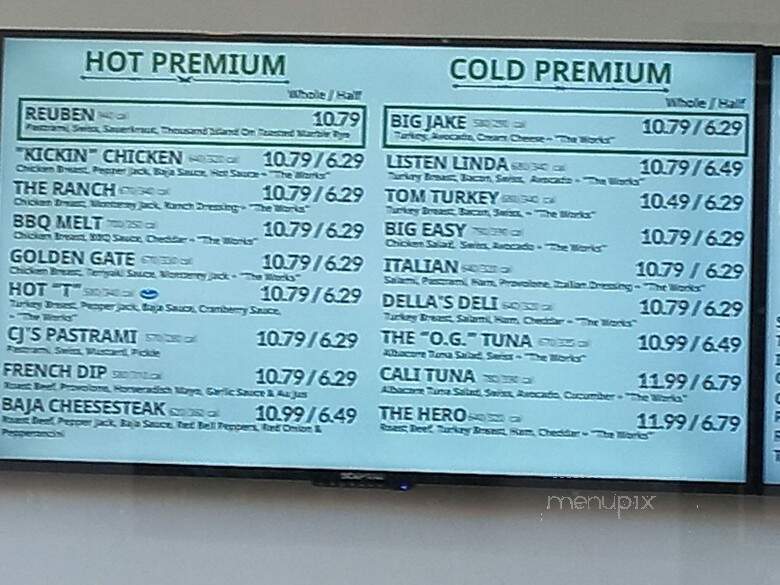 HOT PREMIUM
Whole / Half
REUBEN 10.79
Pastrami, Swiss, Sauerkraut, Thousand Island On Toasted Marble Rye
"KICKIN" CHICKEN 10.79 / 6.29
Chicken Breast, Pepper Jack, Baja Sauce, Hot Sauce - "The Works"
THE RANCH 10.79 / 6.29
Chicken Breast, Monterey Jack, Ranch Dressing - "The Works"
BBQ MELT 10.79 / 6.29
Chicken Breast, BBQ Sauce, Cheddar - "The Works"
GOLDEN GATE 10.79 / 6.29
Chicken Breast, Teriyaki Sauce, Monterey Jack - "The Works"
HOT "T" 10.79 / 6.29
Turkey Breast, Pepper Jack, Baja Sauce, Cranberry Sauce,
- "The Works"
CJ'S PASTRAMI 10.79 / 6.29
Pastrami, Swiss, Mustard, Pickle
FRENCH DIP 10.79 / 6.29
Roast Beef, Provolone, Horseradish Mayo, Garlic Sauce & Au Jus
BAJA CHEESESTEAK 10.99 / 6.49
Roast Beef, Pepper Jack, Baja Sauce, Red Bell Peppers, Red Onion &
Pepperoncini
COLD PREMIUM
Whole / Half
BIG JAKE 10.79 / 6.29
Turkey, Avocado, Cream Cheese - "The Works"
LISTEN LINDA 10.79 / 6.49
Turkey Breast, Bacon, Swiss, Avocado - "The Works"
TOM TURKEY 10.49 / 6.29
Turkey Breast, Bacon, Swiss, - "The Works"
BIG EASY 10.79 / 6.29
Chicken Salad, Swiss, Avocado - "The Works"
ITALIAN 10.79 / 6.29
Salami, Pastrami, Ham, Provolone, Italian Dressing - "The Works"
DELLA'S DELI 10.79 / 6.29
Turkey Breast, Salami, Ham, Cheddar - "The Works"
THE "O.G." TUNA 10.99 / 6.49
Albacore Tuna Salad, Swiss - "The Works"
CALI TUNA 11.99 / 6.79
Albacore Tuna Salad, Swiss, Avocado, Cucumber - "The Works"
THE HERO 11.99 / 6.79
Roast Beef, Turkey Breast, Ham, Cheddar - "The Works"
menupix